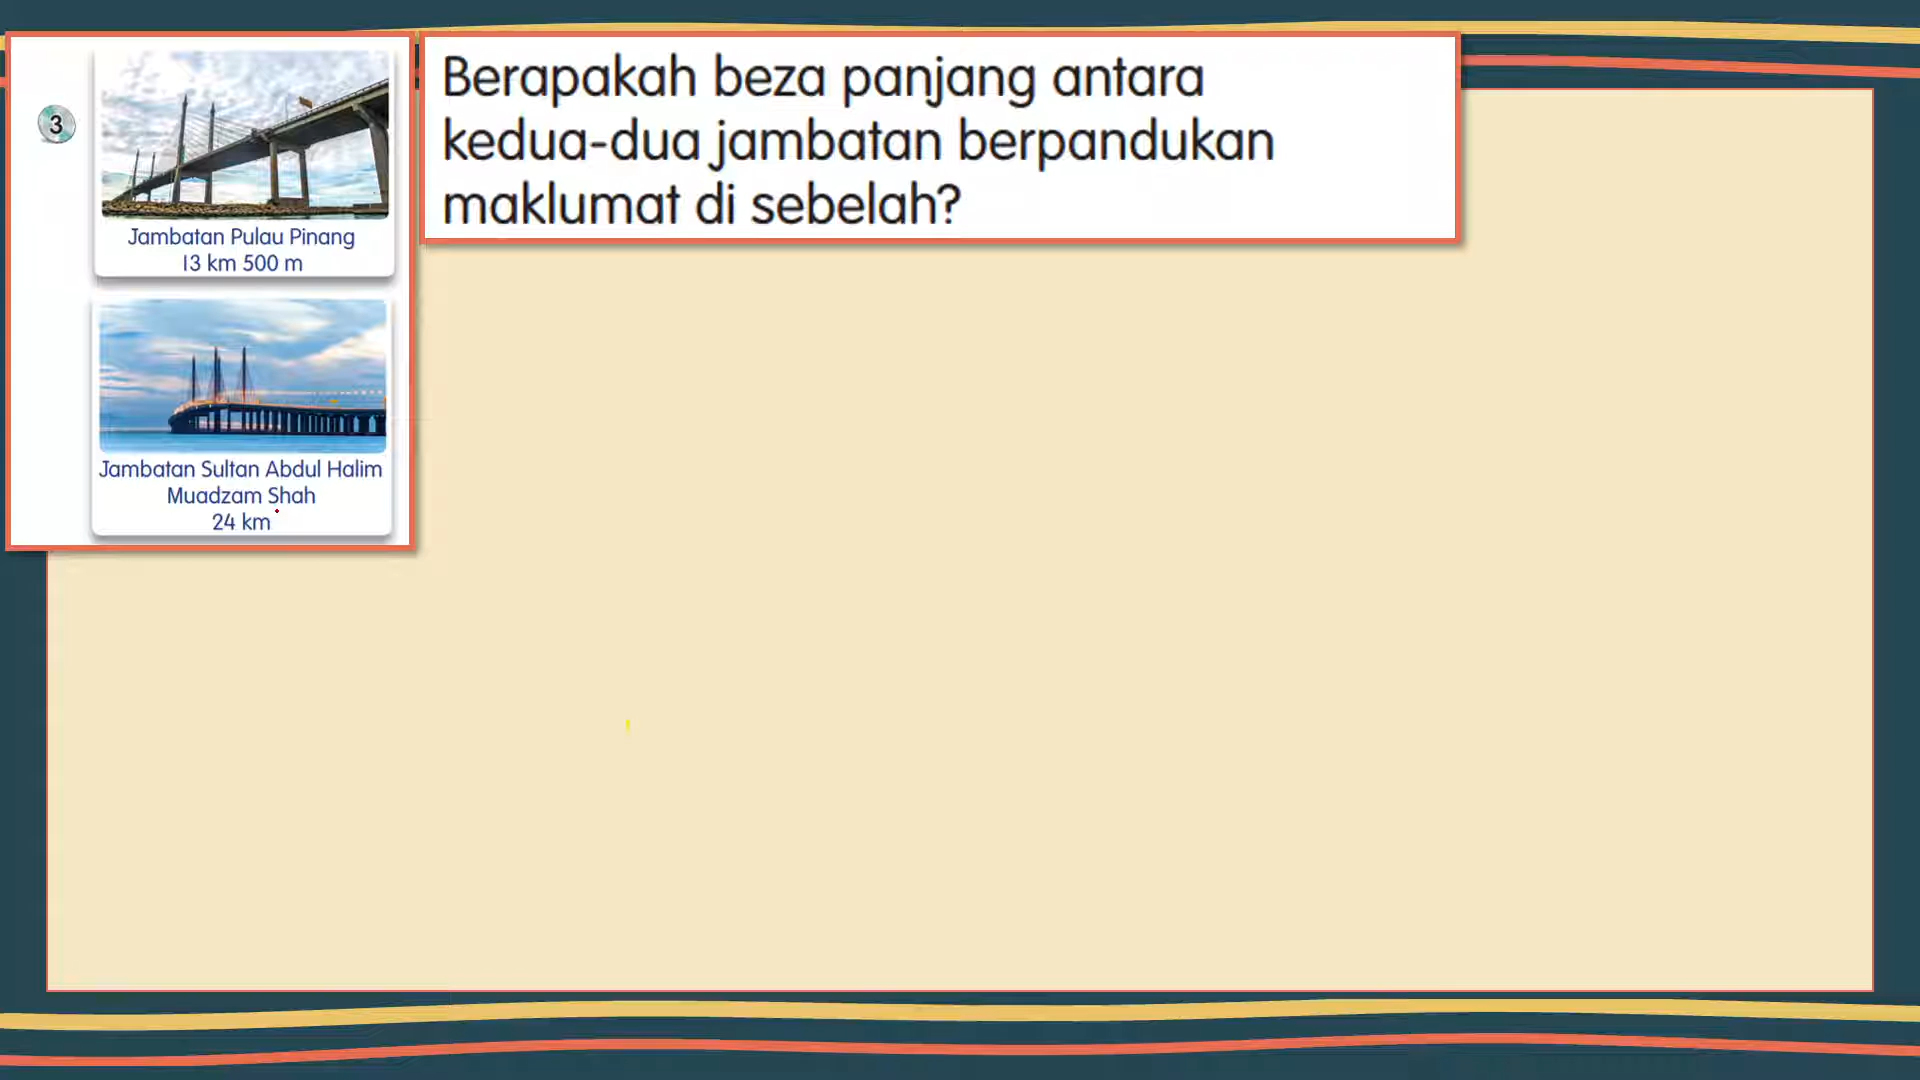 3
Jambatan Pulau Pinang
13 km 500 m
Jambatan Sultan Abdul Halim
Muadzam Shah
24 km
Berapakah beza panjang antara
kedua-dua jambatan berpandukan
maklumat di sebelah?